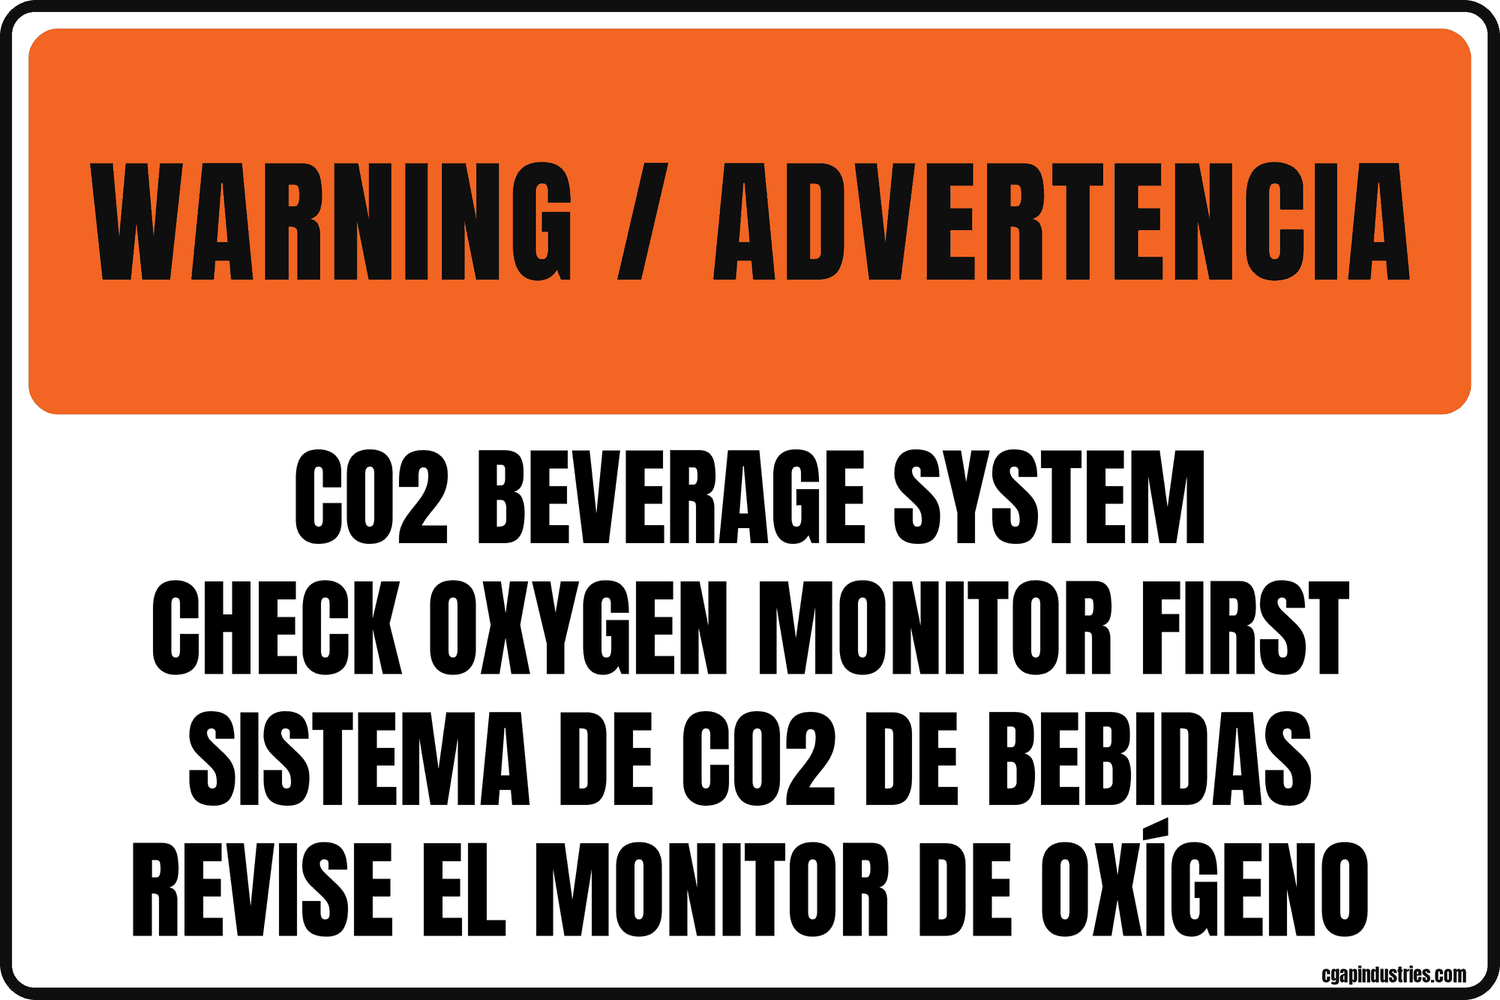 WARNING / ADVERTENCIA
CO2 BEVERAGE SYSTEM
CHECK OXYGEN MONITOR FIRST
SISTEMA DE CO2 DE BEBIDAS
REVISE EL MONITOR DE OXÍGENO
cgapindustries.com